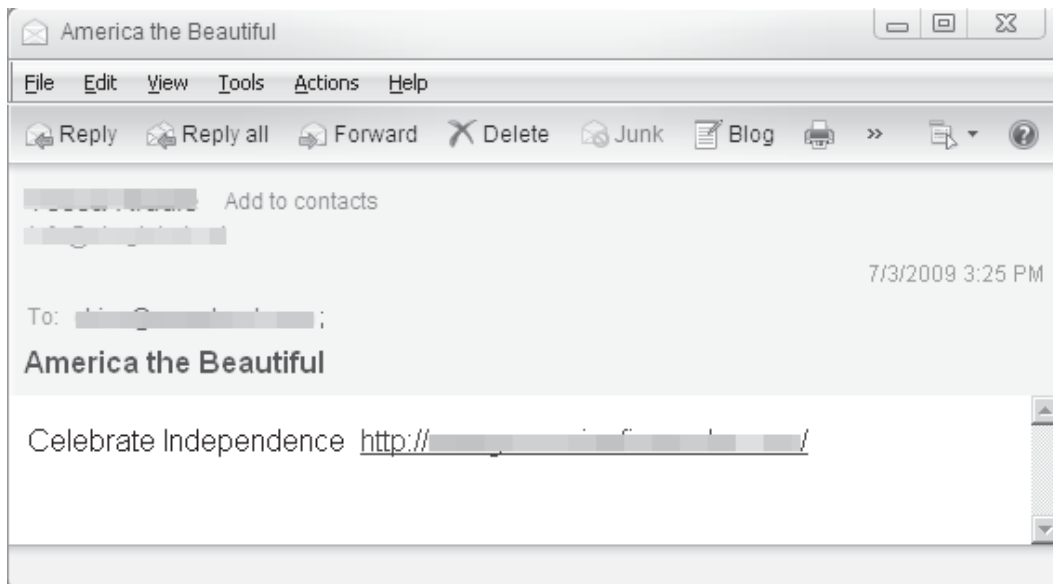 America the Beautiful
File Edit View Tools Actions Help
Reply Reply all Forward Delete Junk Blog »
Add to contacts
7/3/2009 3:25 PM
To: ;
America the Beautiful
Celebrate Independence http:// /